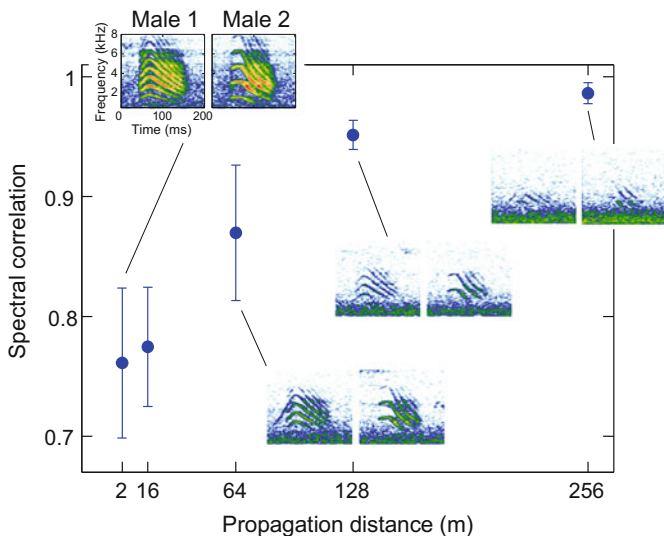 Male 1 Male 2
Frequency (kHz)
8
6
4
2
0 100 200
Time (ms)
Spectral correlation
1
0.9
0.8
0.7
2 16 64 128 256
Propagation distance (m)